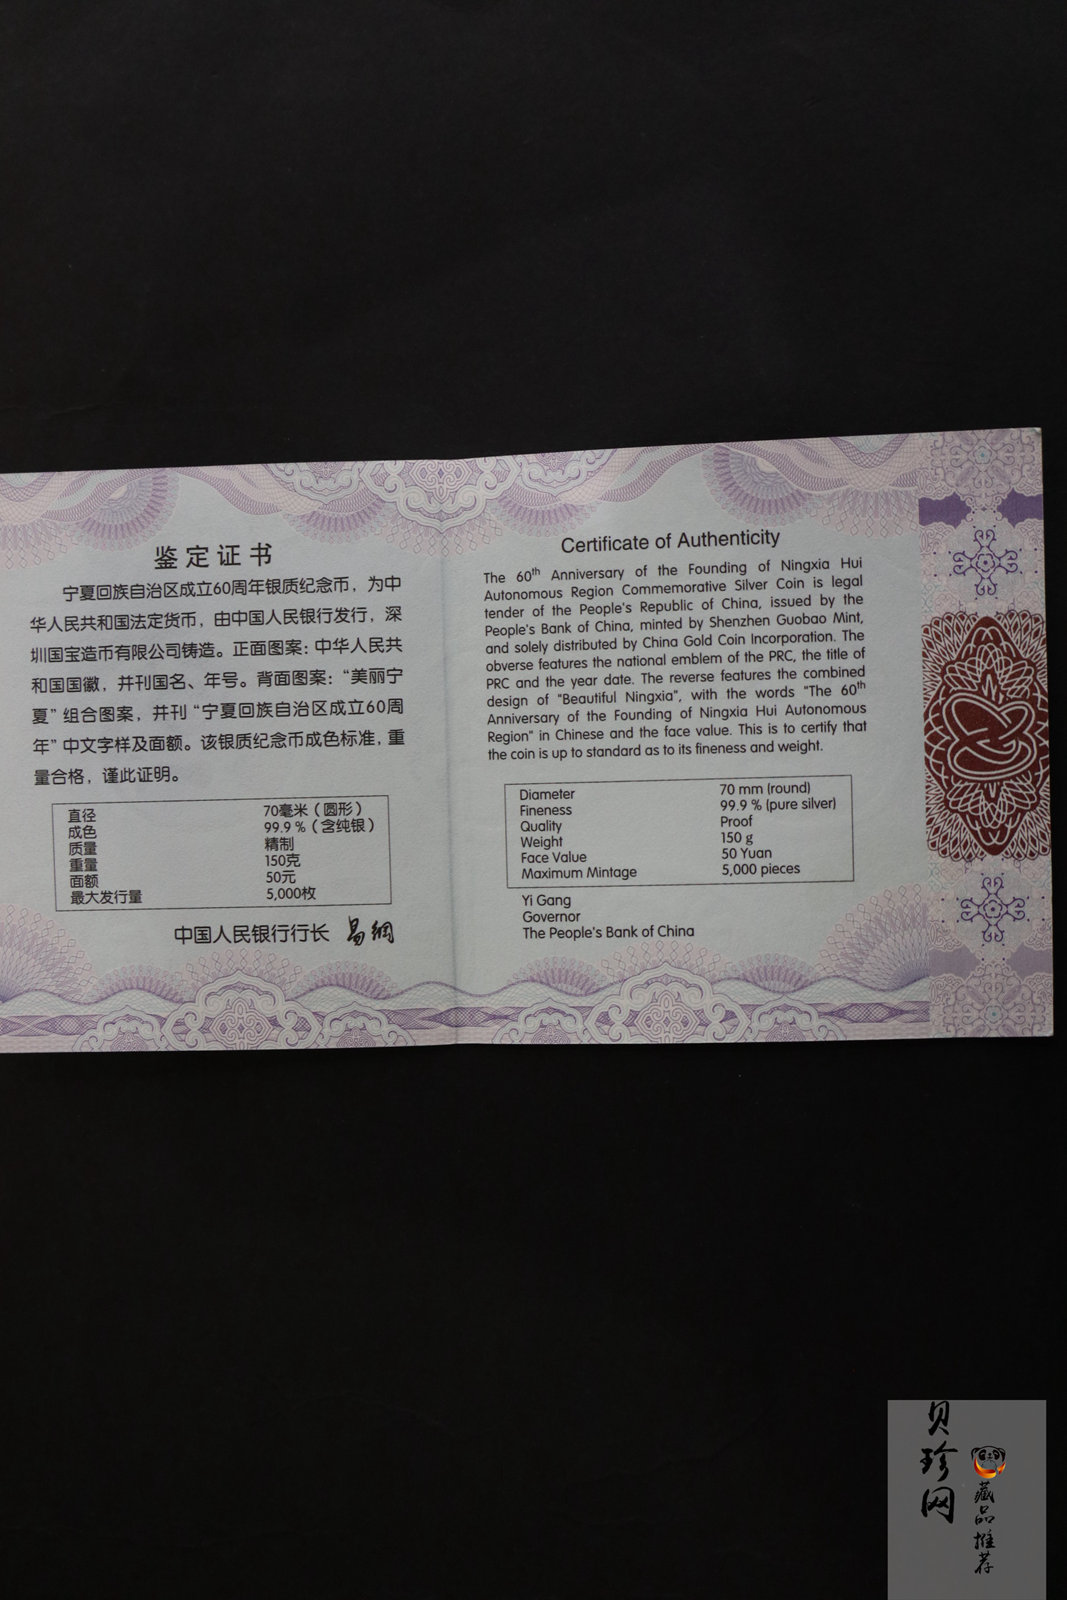 鉴定证书
宁夏回族自治区成立60周年银质纪念币，为中
华人民共和国法定货币，由中国人民银行发行，深
圳国宝造币有限公司铸造。正面图案：中华人民共
和国国徽，并刊国名、年号。背面图案：“美丽宁
夏”组合图案，并刊“宁夏回族自治区成立60周
年”中文字样及面额。该银质纪念币成色标准，重
量合格，谨此证明。
直径 70毫米（圆形）
成色 99.9 %（含纯银）
质量 精制
重量 150克
面额 50元
最大发行量 5,000枚
中国人民银行行长 易纲
Certificate of Authenticity
The 60th Anniversary of the Founding of Ningxia Hui
Autonomous Region Commemorative Silver Coin is legal
tender of the People's Republic of China, issued by the
People's Bank of China, minted by Shenzhen Guobao Mint,
and solely distributed by China Gold Coin Incorporation. The
obverse features the national emblem of the PRC, the title of
PRC and the year date. The reverse features the combined
design of "Beautiful Ningxia", with the words "The 60th
Anniversary of the Founding of Ningxia Hui Autonomous
Region" in Chinese and the face value. This is to certify that
the coin is up to standard as to its fineness and weight.
Diameter 70 mm (round)
Fineness 99.9 % (pure silver)
Quality Proof
Weight 150 g
Face Value 50 Yuan
Maximum Mintage 5,000 pieces
Yi Gang
Governor
The People's Bank of China
贝珍网
藏品推荐